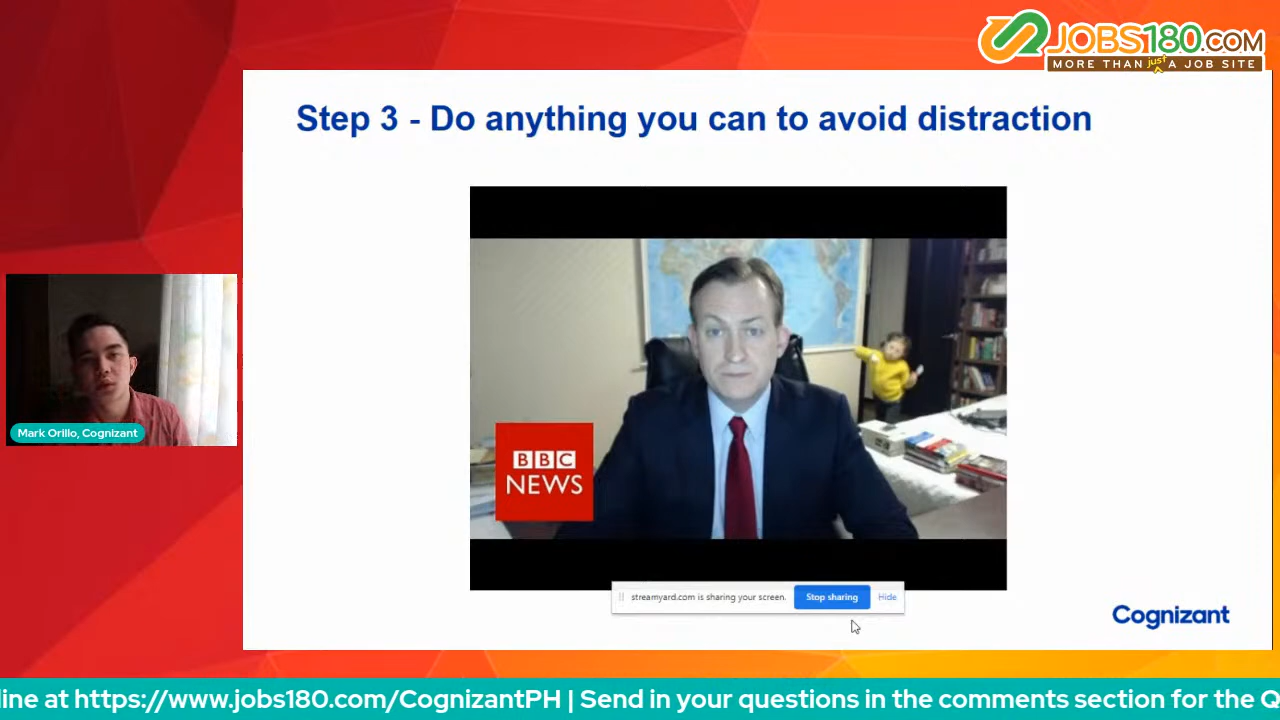 JOBS180.COM
MORE THAN just A JOB SITE
Step 3 - Do anything you can to avoid distraction
Mark Orillo, Cognizant
BBC
NEWS
streamyard.com is sharing your screen.
Stop sharing
Hide
Cognizant
line at https://www.jobs180.com/CognizantPH | Send in your questions in the comments section for the Q